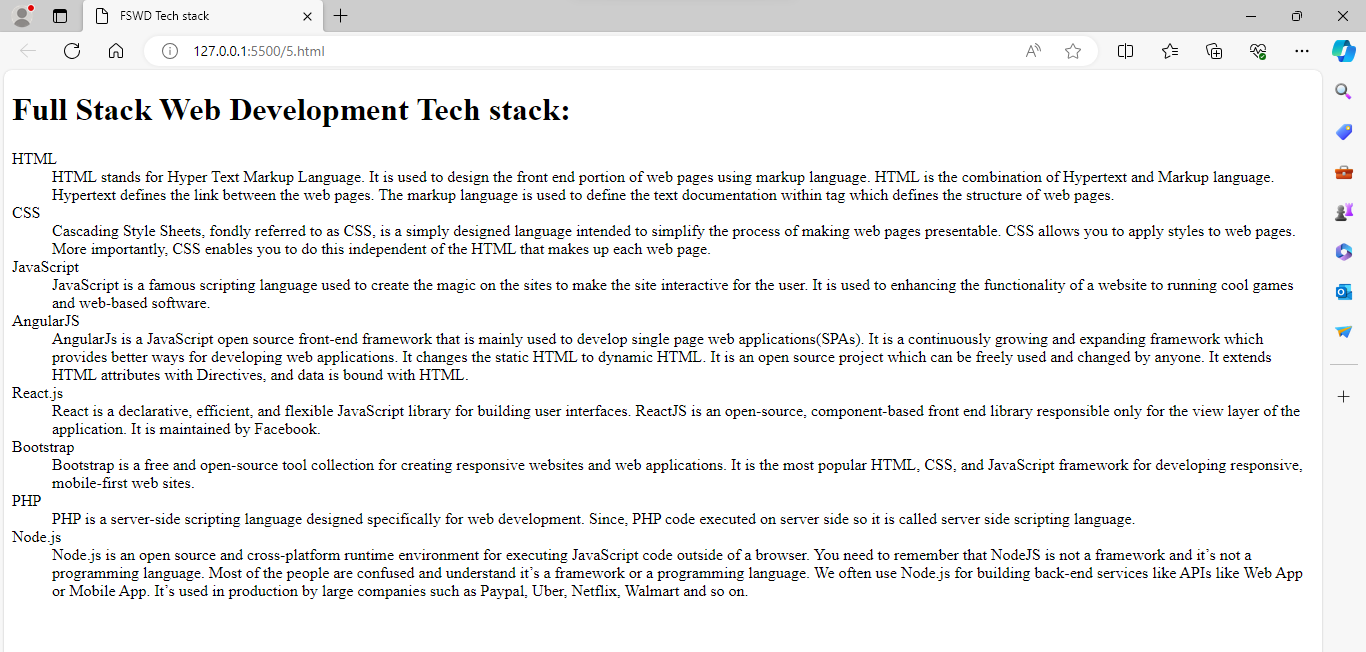 FSWD Tech stack
127.0.0.1:5500/5.html
Full Stack Web Development Tech stack:
HTML
HTML stands for Hyper Text Markup Language. It is used to design the front end portion of web pages using markup language. HTML is the combination of Hypertext and Markup language.
Hypertext defines the link between the web pages. The markup language is used to define the text documentation within tag which defines the structure of web pages.
CSS
Cascading Style Sheets, fondly referred to as CSS, is a simply designed language intended to simplify the process of making web pages presentable. CSS allows you to apply styles to web pages.
More importantly, CSS enables you to do this independent of the HTML that makes up each web page.
JavaScript
JavaScript is a famous scripting language used to create the magic on the sites to make the site interactive for the user. It is used to enhancing the functionality of a website to running cool games
and web-based software.
AngularJS
AngularJs is a JavaScript open source front-end framework that is mainly used to develop single page web applications(SPAs). It is a continuously growing and expanding framework which
provides better ways for developing web applications. It changes the static HTML to dynamic HTML. It is an open source project which can be freely used and changed by anyone. It extends
HTML attributes with Directives, and data is bound with HTML.
React.js
React is a declarative, efficient, and flexible JavaScript library for building user interfaces. ReactJS is an open-source, component-based front end library responsible only for the view layer of the
application. It is maintained by Facebook.
Bootstrap
Bootstrap is a free and open-source tool collection for creating responsive websites and web applications. It is the most popular HTML, CSS, and JavaScript framework for developing responsive,
mobile-first web sites.
PHP
PHP is a server-side scripting language designed specifically for web development. Since, PHP code executed on server side so it is called server side scripting language.
Node.js
Node.js is an open source and cross-platform runtime environment for executing JavaScript code outside of a browser. You need to remember that NodeJS is not a framework and it’s not a
programming language. Most of the people are confused and understand it’s a framework or a programming language. We often use Node.js for building back-end services like APIs like Web App
or Mobile App. It’s used in production by large companies such as Paypal, Uber, Netflix, Walmart and so on.